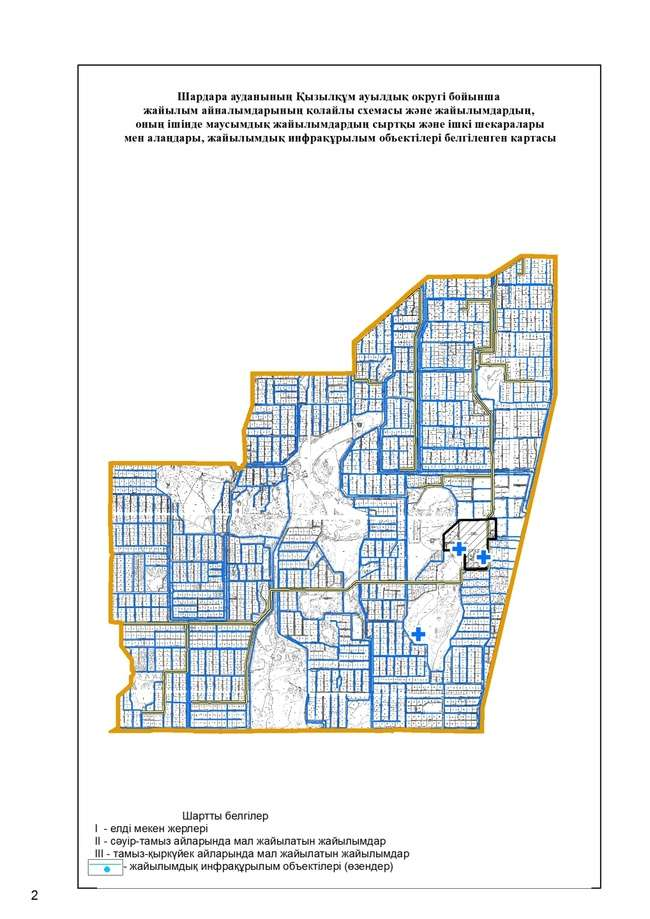 Шардара ауданының Қызылқұм ауылдық округі бойынша
жайылым айналымдарының қолайлы схемасы және жайылымдардың,
оның ішінде маусымдық жайылымдардың сыртқы және ішкі шекаралары
мен алаңдары, жайылымдық инфрақұрылым объектілері белгіленген картасы
Шартты белгілер
I - елді мекен жерлері
II - сәуір-тамыз айларында мал жайылатын жайылымдар
III - тамыз-қыркүйек айларында мал жайылатын жайылымдар
- жайылымдық инфрақұрылым объектілері (өзендер)
2